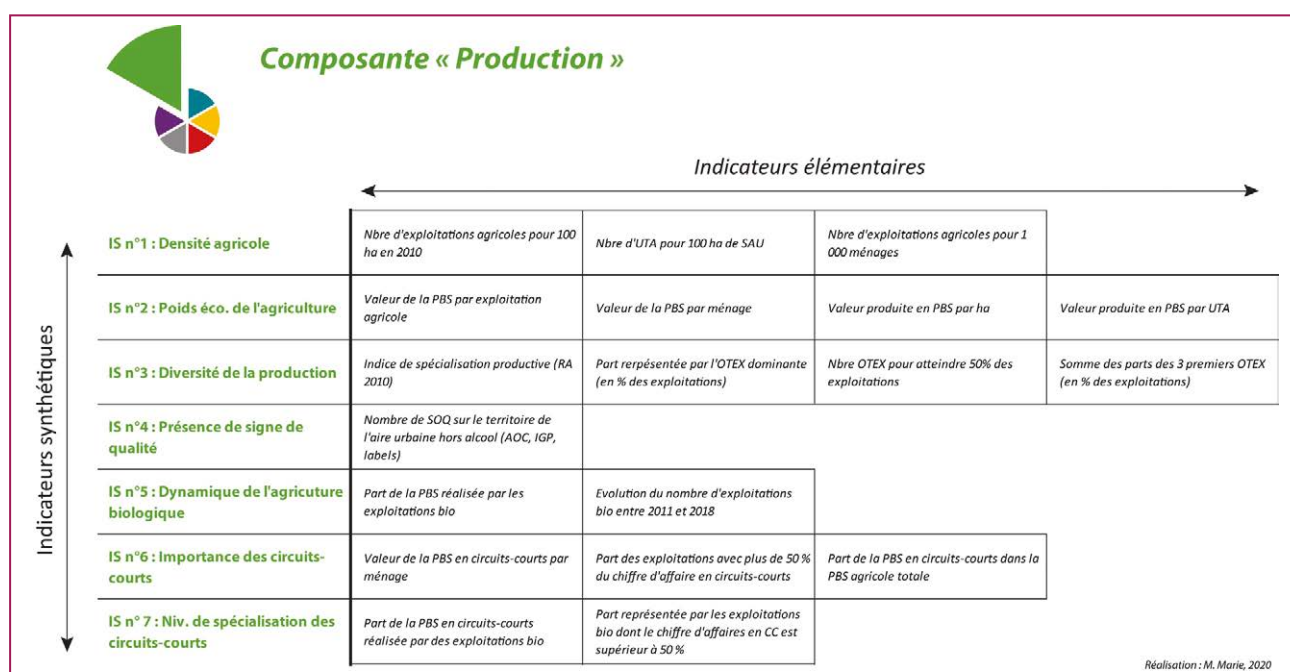 Composante « Production »
Indicateurs élémentaires
Indicateurs synthétiques
IS n°1 : Densité agricole
Nbre d'exploitations agricoles pour 100
ha en 2010
Nbre d'UTA pour 100 ha de SAU
Nbre d'exploitations agricoles pour 1
000 ménages
IS n°2 : Poids éco. de l'agriculture
Valeur de la PBS par exploitation
agricole
Valeur de la PBS par ménage
Valeur produite en PBS par ha
Valeur produite en PBS par UTA
IS n°3 : Diversité de la production
Indice de spécialisation productive (RA
2010)
Part rerpésentée par l'OTEX dominante
(en % des exploitations)
Nbre OTEX pour atteindre 50% des
exploitations
Somme des parts des 3 premiers OTEX
(en % des exploitations)
IS n°4 : Présence de signe de
qualité
Nombre de SOQ sur le territoire de
l'aire urbaine hors alcool (AOC, IGP,
labels)
IS n°5 : Dynamique de l'agricuture
biologique
Part de la PBS réalisée par les
exploitations bio
Evolution du nombre d'exploitations
bio entre 2011 et 2018
IS n°6 : Importance des circuits-
courts
Valeur de la PBS en circuits-courts par
ménage
Part des exploitations avec plus de 50 %
du chiffre d'affaire en circuits-courts
Part de la PBS en circuits-courts dans la
PBS agricole totale
IS n° 7 : Niv. de spécialisation des
circuits-courts
Part de la PBS en circuits-courts
réalisée par des exploitations bio
Part représentée par les exploitations
bio dont le chiffre d'affaires en CC est
supérieur à 50 %
Réalisation : M. Marie, 2020